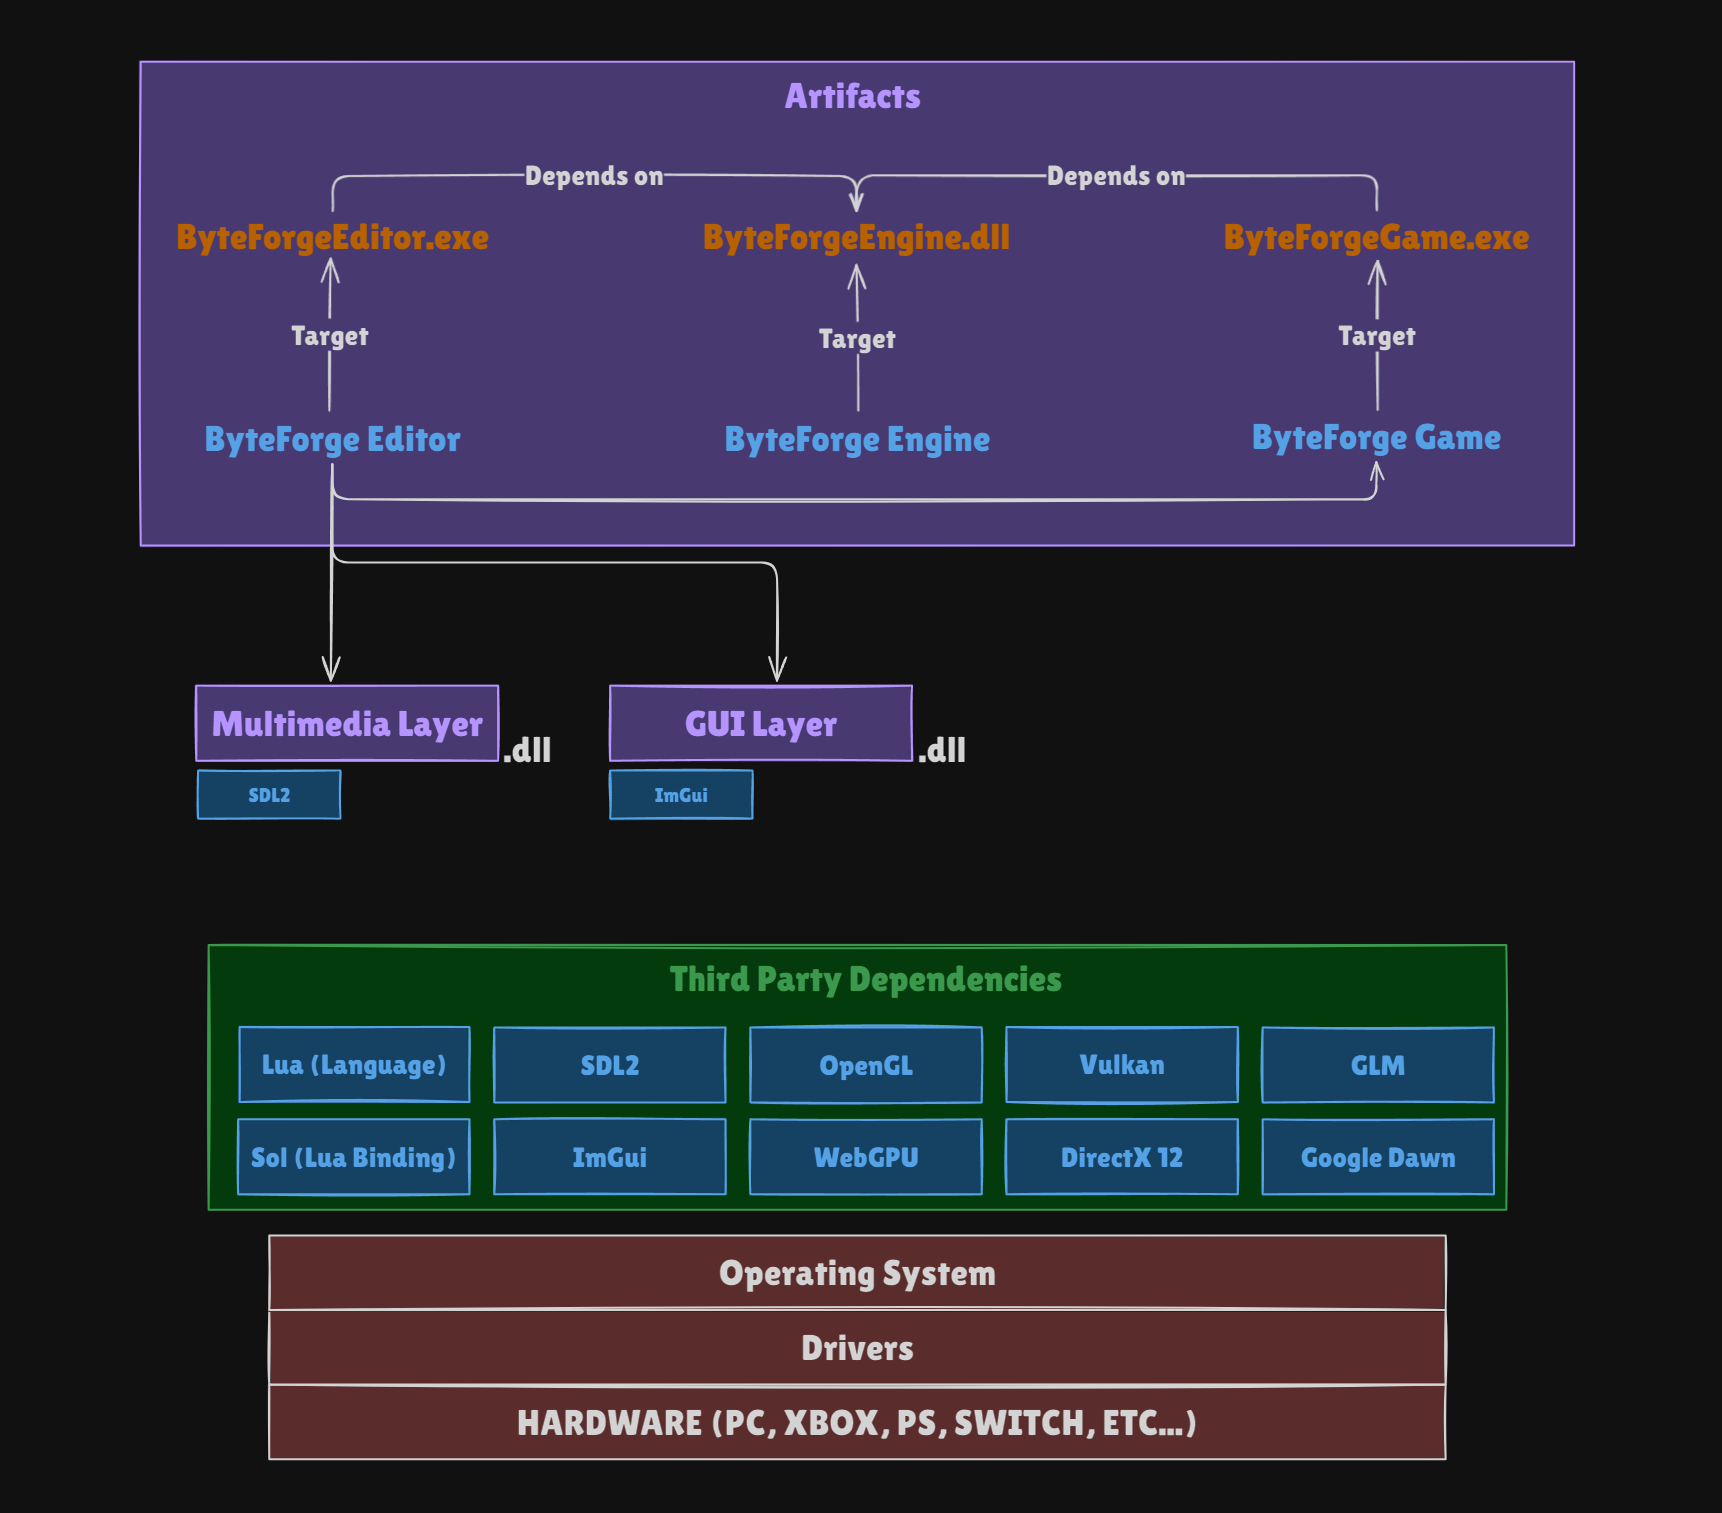 Artifacts
Depends on
Depends on
ByteForgeEditor.exe
ByteForgeEngine.dll
ByteForgeGame.exe
Target
Target
Target
ByteForge Editor
ByteForge Engine
ByteForge Game
Multimedia Layer
.dll
GUI Layer
.dll
SDL2
ImGui
Third Party Dependencies
Lua (Language)
SDL2
OpenGL
Vulkan
GLM
Sol (Lua Binding)
ImGui
WebGPU
DirectX 12
Google Dawn
Operating System
Drivers
HARDWARE (PC, XBOX, PS, SWITCH, ETC...)